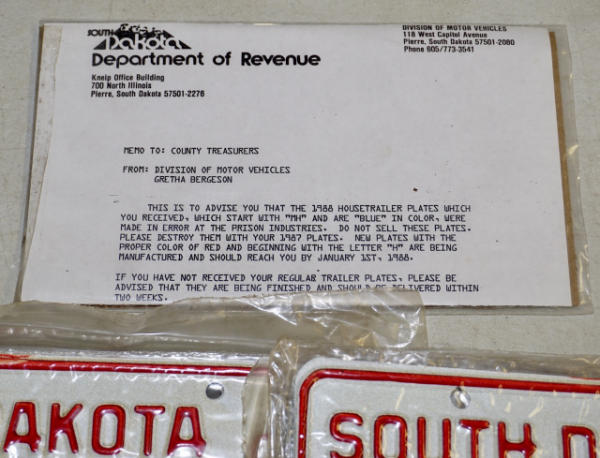 SOUTH
Dakota
Department of Revenue
Kneip Office Building
700 North Illinois
Pierre, South Dakota 57501-2276
DIVISION OF MOTOR VEHICLES
118 West Capitol Avenue
Pierre, South Dakota 57501-2080
Phone 605/773-3541
MEMO TO: COUNTY TREASURERS
FROM: DIVISION OF MOTOR VEHICLES
GRETHA BERGESON
THIS IS TO ADVISE YOU THAT THE 1988 HOUSETRAILER PLATES WHICH
YOU RECEIVED, WHICH START WITH "MH" AND ARE "BLUE" IN COLOR, WERE
MADE IN ERROR AT THE PRISON INDUSTRIES. DO NOT SELL THESE PLATES.
PLEASE DESTROY THEM WITH YOUR 1987 PLATES. NEW PLATES WITH THE
PROPER COLOR OF RED AND BEGINNING WITH THE LETTER "H" ARE BEING
MANUFACTURED AND SHOULD REACH YOU BY JANUARY 1ST, 1988.
IF YOU HAVE NOT RECEIVED YOUR REGULAR TRAILER PLATES, PLEASE BE
ADVISED THAT THEY ARE BEING FINISHED AND SHOULD BE DELIVERED WITHIN
TWO WEEKS.
AKOTA
SOUTH D